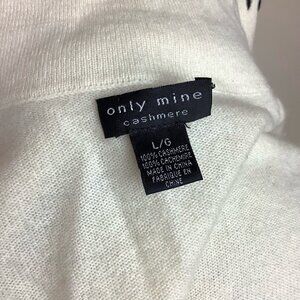 only mine
cashmere
L/G
100% CASHMERE
100% CACHEMIRE
MADE IN CHINA
FABRIQUE EN
CHINE